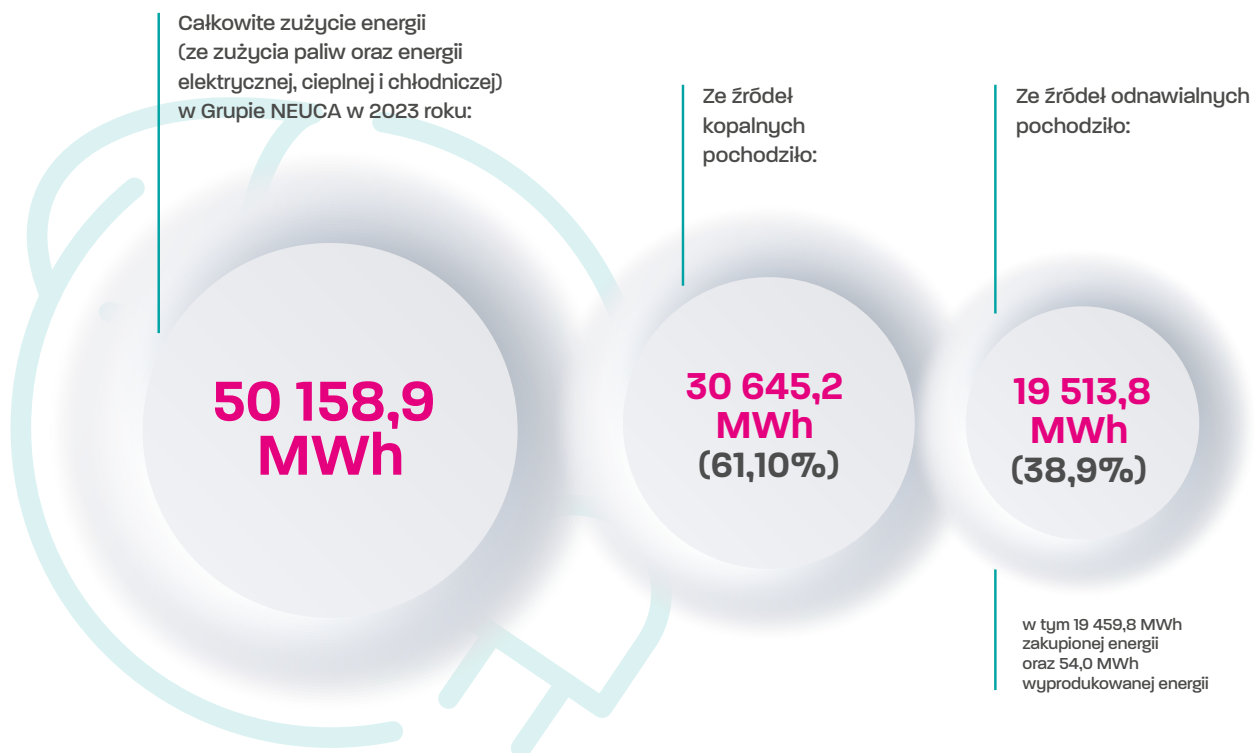 Całkowite zużycie energii
(ze zużycia paliw oraz energii
elektrycznej, cieplnej i chłodniczej)
w Grupie NEUCA w 2023 roku:
50 158,9
MWh
Ze źródeł
kopalnych
pochodziło:
30 645,2
MWh
(61,10%)
Ze źródeł odnawialnych
pochodziło:
19 513,8
MWh
(38,9%)
w tym 19 459,8 MWh
zakupionej energii
oraz 54,0 MWh
wyprodukowanej energii